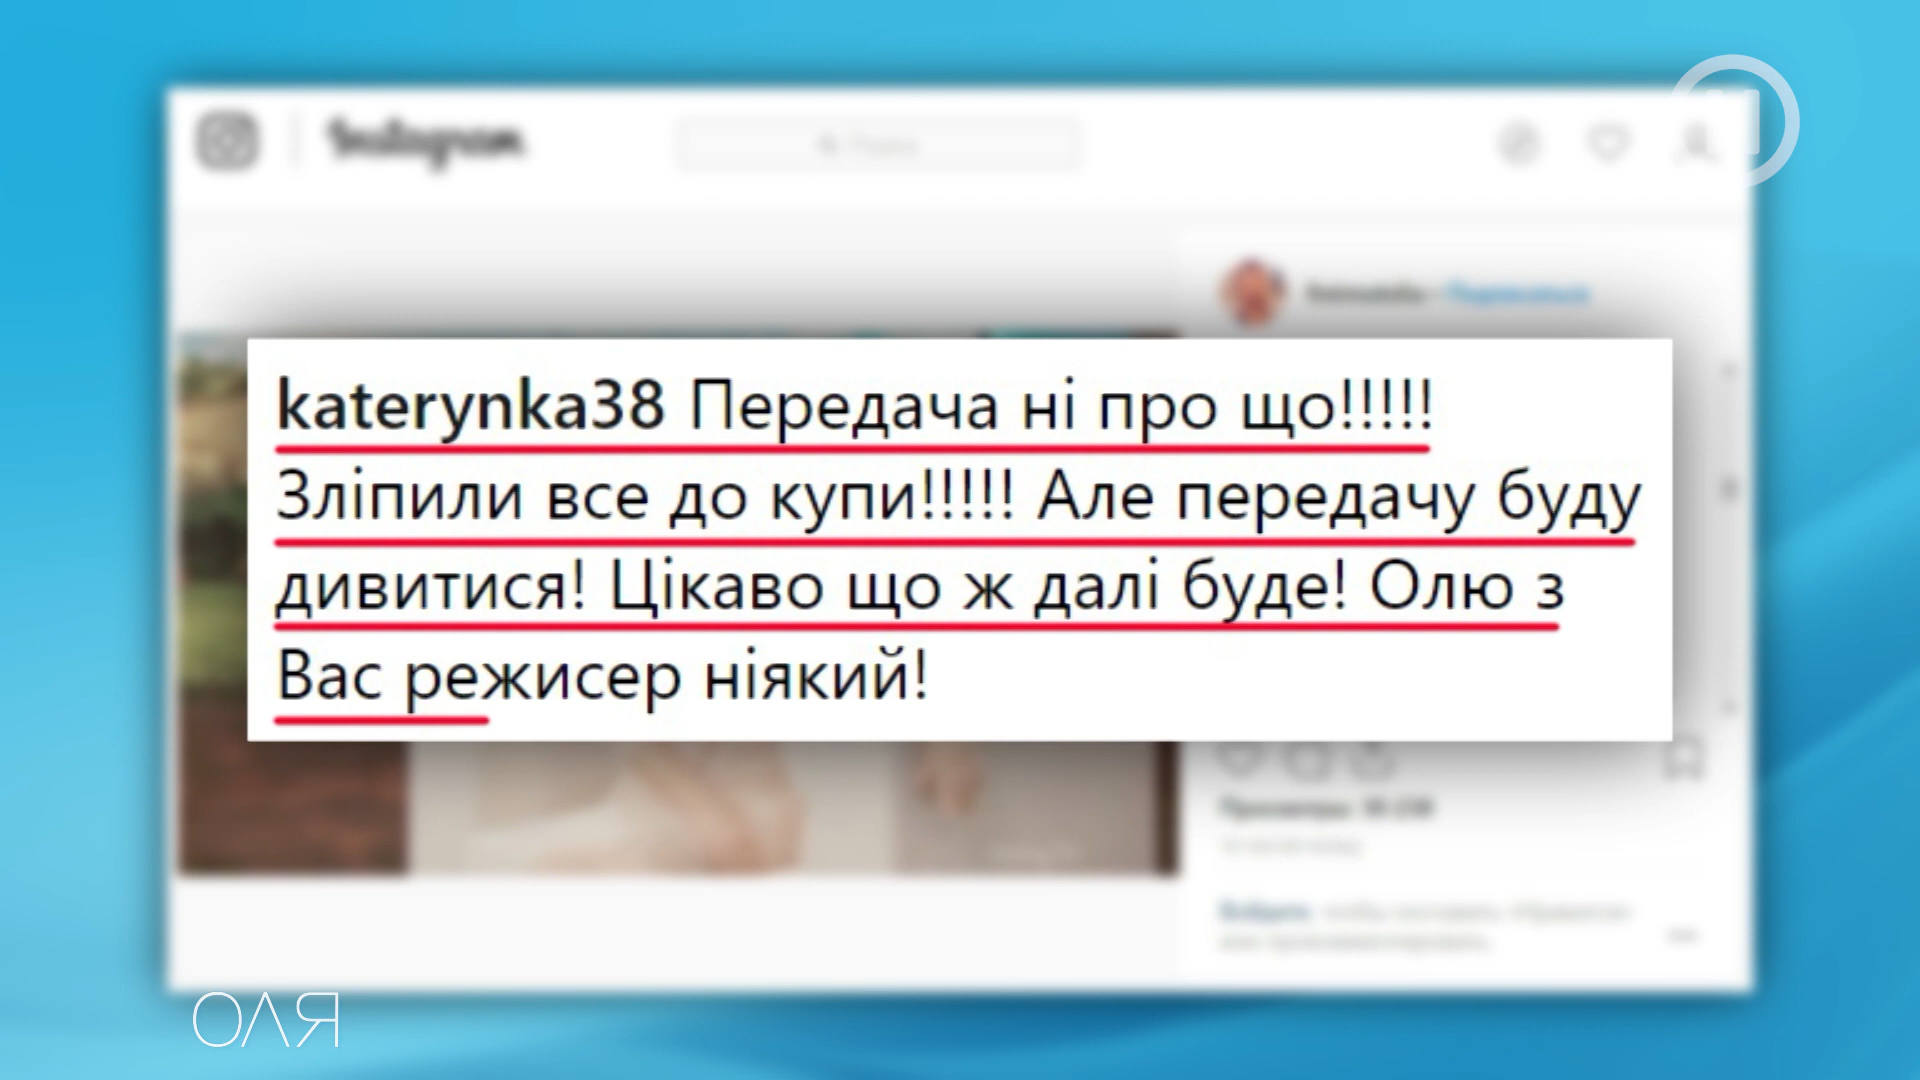 Instagram
katerynka38 Передача ні про що!!!!!
Зліпили все до купи!!!!! Але передачу буду
дивитися! Цікаво що ж далі буде! Олю з
Вас режисер ніякий!
ОЛЯ